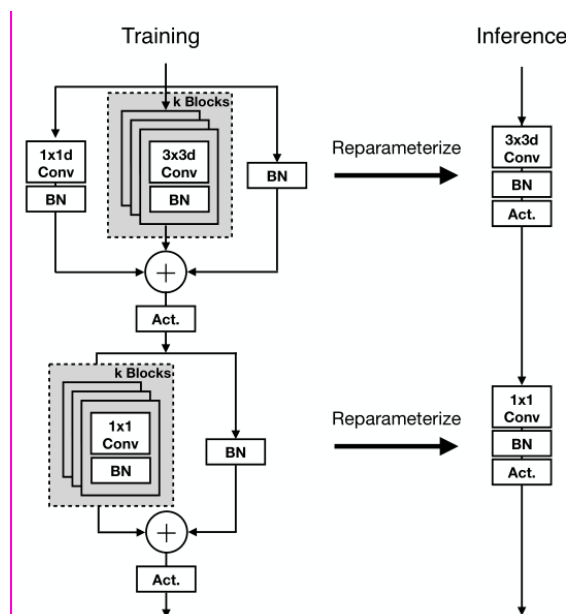 Training
Inference
k Blocks
1x1d
Conv
BN
3x3d
Conv
BN
BN
Reparameterize
3x3d
Conv
BN
Act.
+
Act.
k Blocks
1x1
Conv
BN
BN
Reparameterize
1x1
Conv
BN
Act.
+
Act.